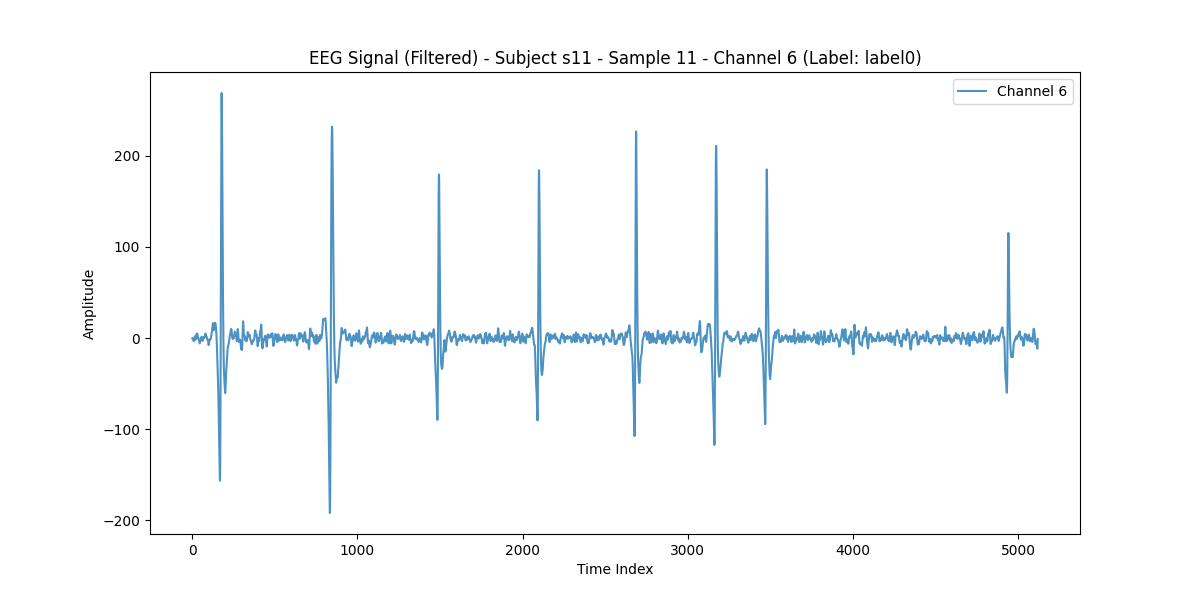 EEG Signal (Filtered) - Subject s11 - Sample 11 - Channel 6 (Label: label0)
Channel 6
200
100
0
−100
−200
Amplitude
0 1000 2000 3000 4000 5000
Time Index